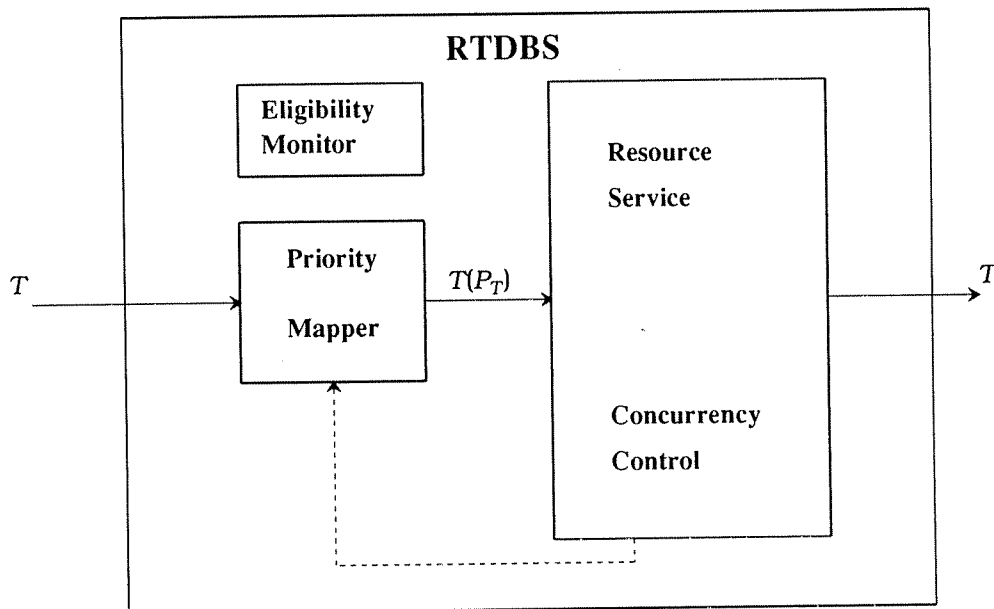 RTDBS
Eligibility
Monitor
Resource
Service
Priority
Mapper
T
T(P_T)
T
Concurrency
Control